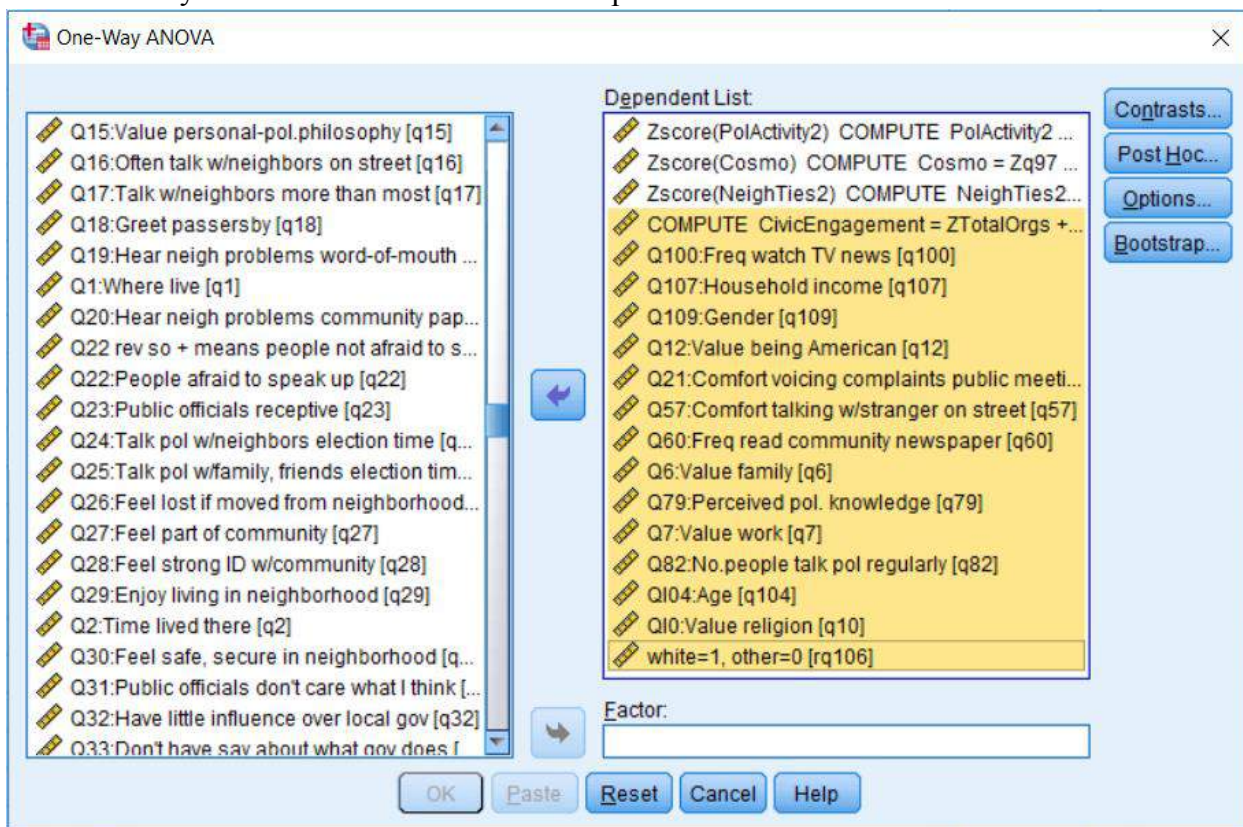 One-Way ANOVA
Q15:Value personal-pol.philosophy [q15]
Q16:Often talk w/neighbors on street [q16]
Q17:Talk w/neighbors more than most [q17]
Q18:Greet passersby [q18]
Q19:Hear neigh problems word-of-mouth ...
Q1:Where live [q1]
Q20:Hear neigh problems community pap...
Q22 rev so + means people not afraid to s...
Q22:People afraid to speak up [q22]
Q23:Public officials receptive [q23]
Q24:Talk pol w/neighbors election time [q...
Q25:Talk pol w/family, friends election tim...
Q26:Feel lost if moved from neighborhood...
Q27:Feel part of community [q27]
Q28:Feel strong ID w/community [q28]
Q29:Enjoy living in neighborhood [q29]
Q2:Time lived there [q2]
Q30:Feel safe, secure in neighborhood [q...
Q31:Public officials don't care what I think [...
Q32:Have little influence over local gov [q32]
Q33:Don't have say about what gov does [
Dependent List:
Zscore(PolActivity2) COMPUTE PolActivity2 ...
Zscore(Cosmo) COMPUTE Cosmo = Zq97 ...
Zscore(NeighTies2) COMPUTE NeighTies2...
COMPUTE CivicEngagement = ZTotalOrgs +...
Q100:Freq watch TV news [q100]
Q107:Household income [q107]
Q109:Gender [q109]
Q12:Value being American [q12]
Q21:Comfort voicing complaints public meeti...
Q57:Comfort talking w/stranger on street [q57]
Q60:Freq read community newspaper [q60]
Q6:Value family [q6]
Q79:Perceived pol. knowledge [q79]
Q7:Value work [q7]
Q82:No.people talk pol regularly [q82]
QI04:Age [q104]
QI0:Value religion [q10]
white=1, other=0 [rq106]
Factor:
Contrasts...
Post Hoc...
Options...
Bootstrap...
OK Paste Reset Cancel Help